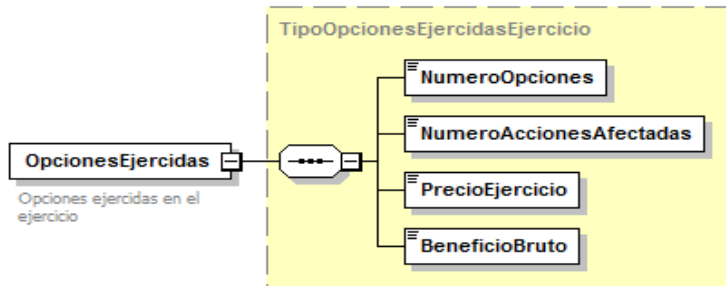 TipoOpcionesEjercidasEjercicio
NumeroOpciones
NumeroAccionesAfectadas
OpcionesEjercidas
Opciones ejercidas en el
ejercicio
PrecioEjercicio
BeneficioBruto